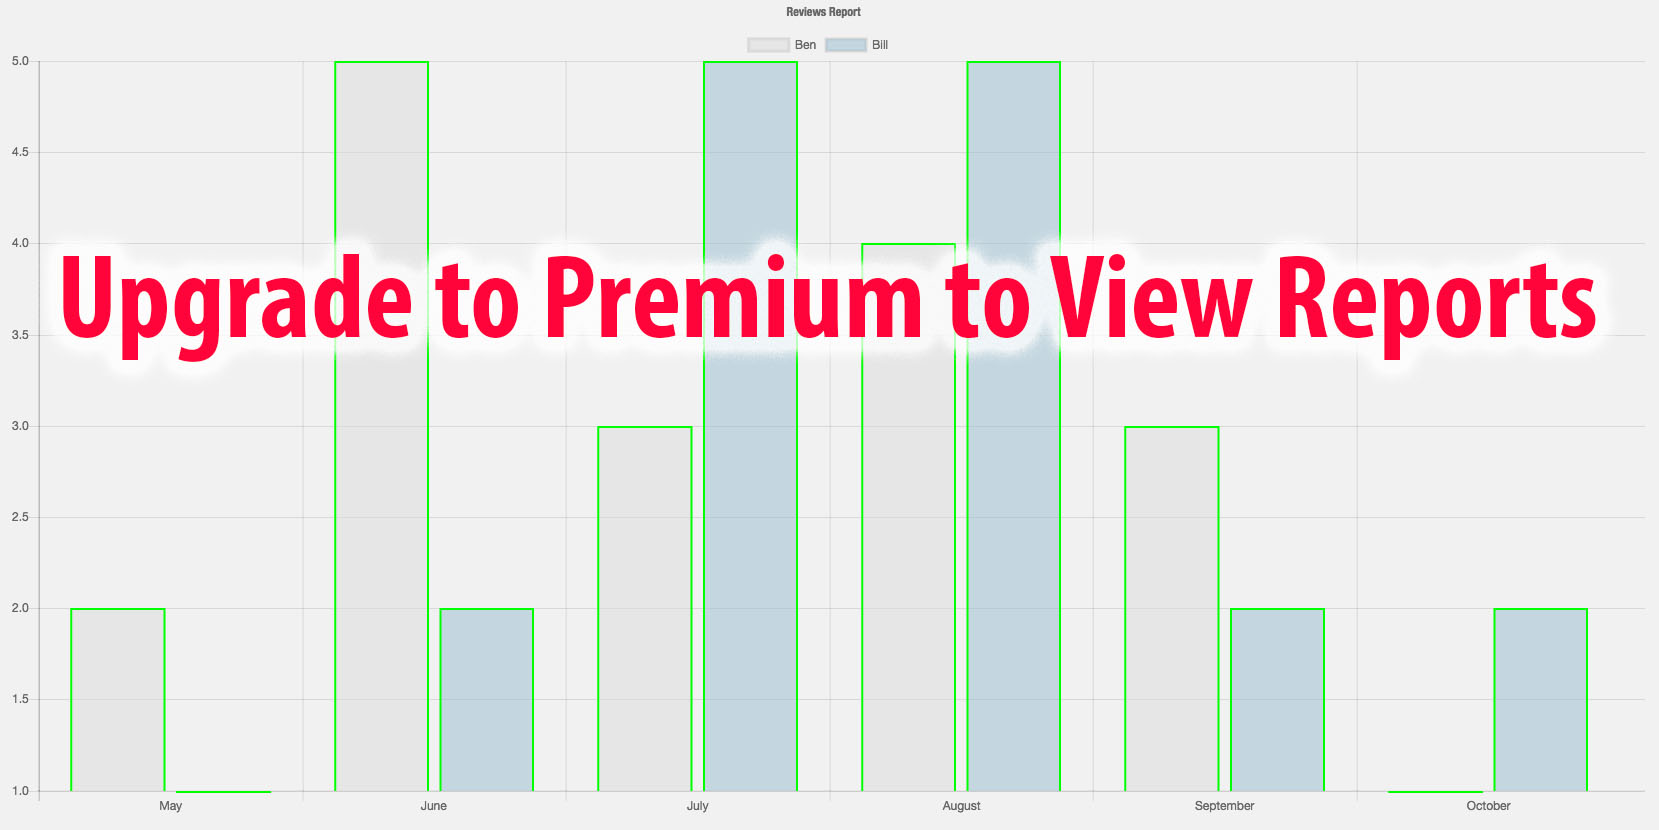 Reviews Report
Ben Bill
5.0
4.5
4.0
Upgrade to Premium to View Reports
3.5
3.0
2.5
2.0
1.5
1.0
May June July August September October